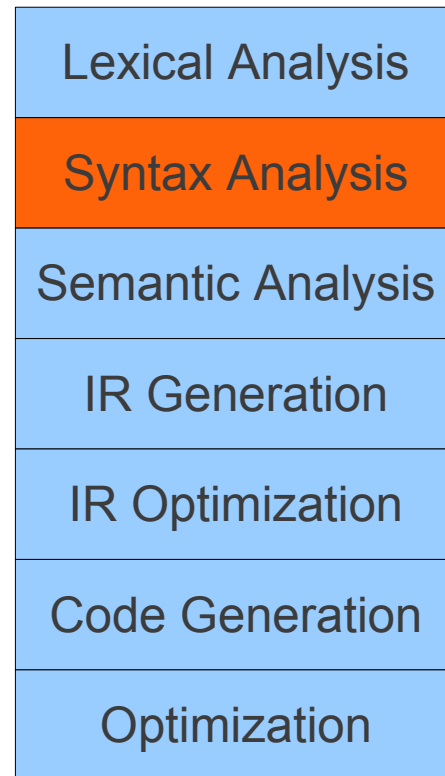 Lexical Analysis
Syntax Analysis
Semantic Analysis
IR Generation
IR Optimization
Code Generation
Optimization